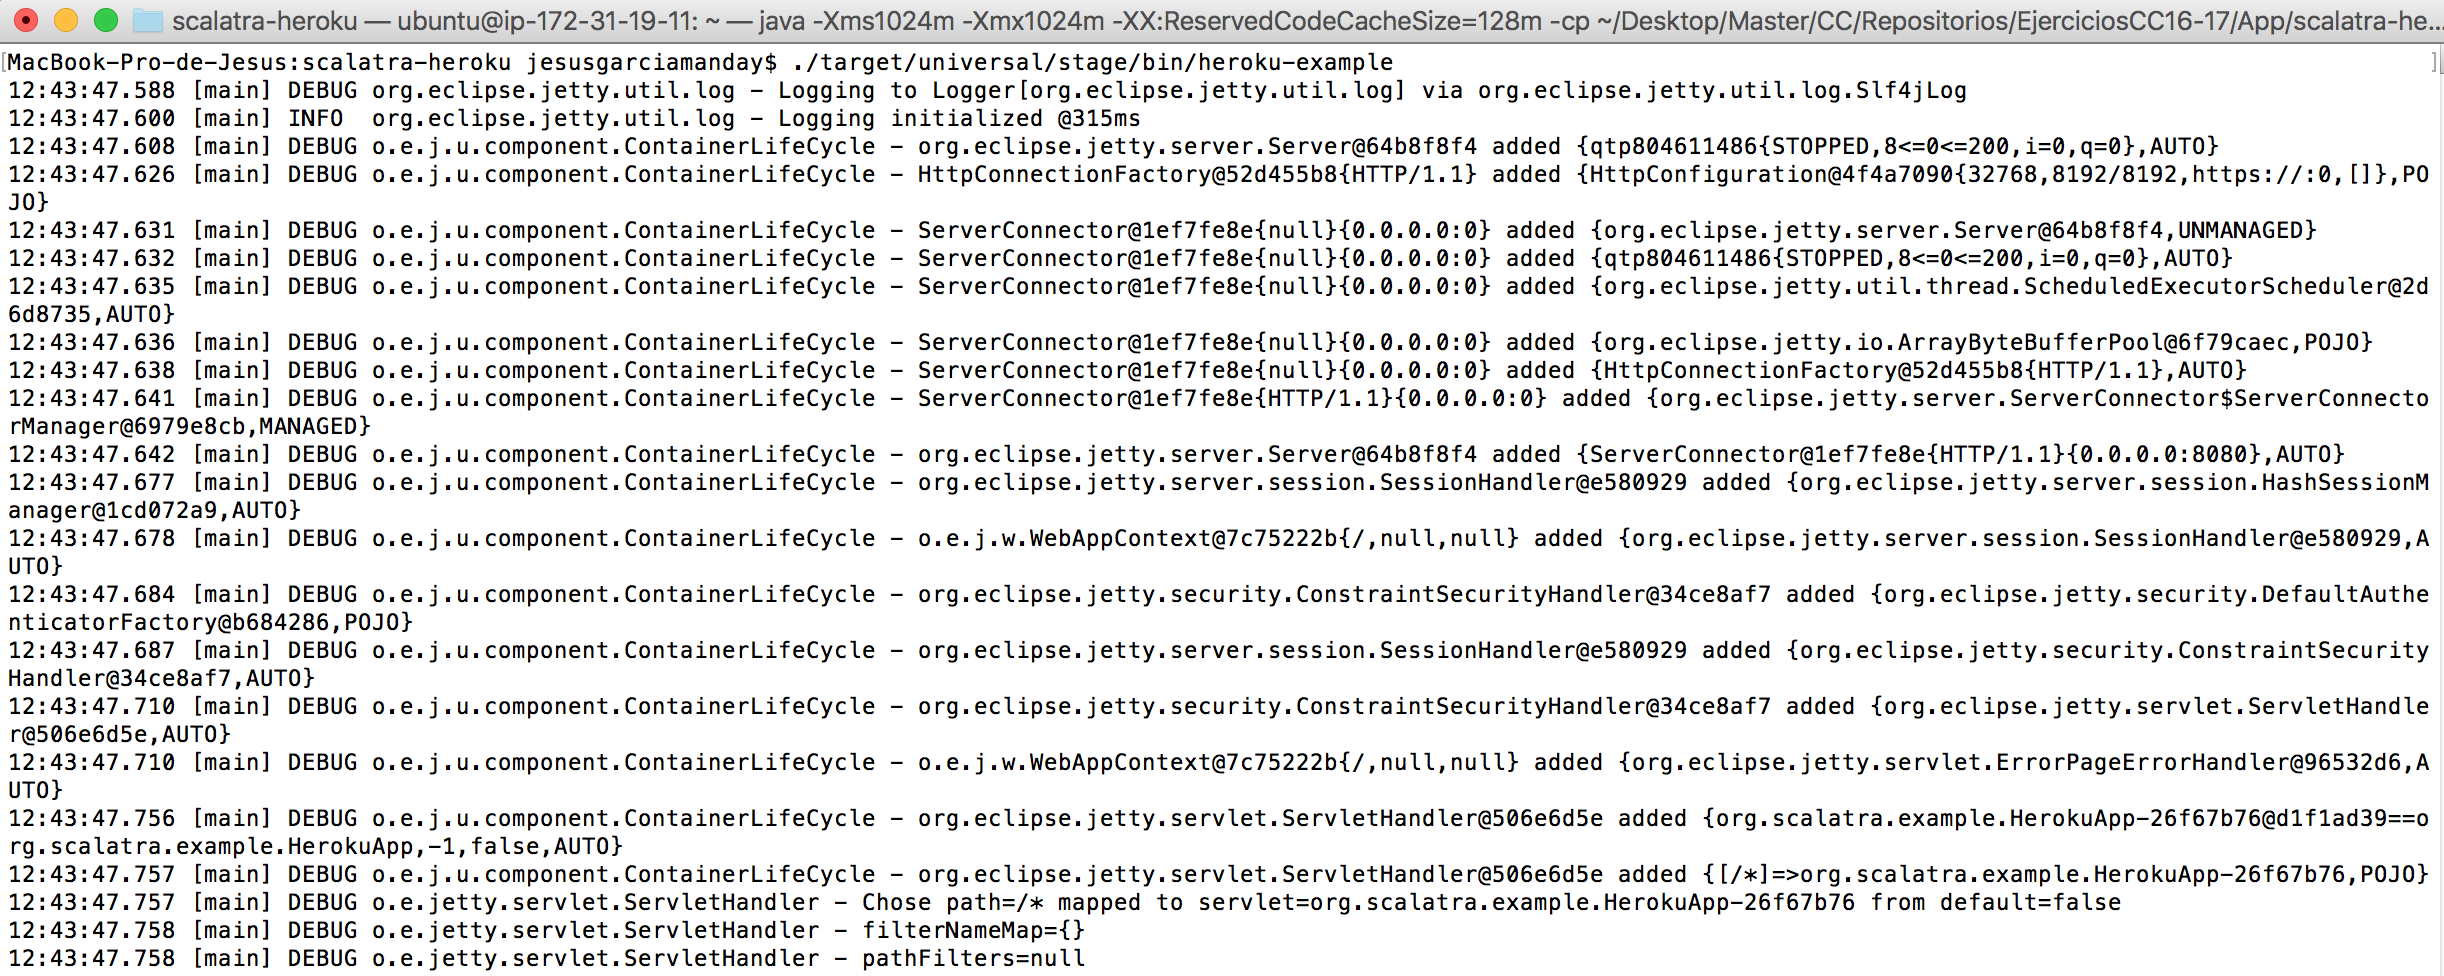 scalatra-heroku — ubuntu@ip-172-31-19-11: ~ — java -Xms1024m -Xmx1024m -XX:ReservedCodeCacheSize=128m -cp ~/Desktop/Master/CC/Repositorios/EjerciciosCC16-17/App/scalatra-he...
[MacBook-Pro-de-Jesus:scalatra-heroku jesusgarciamanday$ ./target/universal/stage/bin/heroku-example ]
12:43:47.588 [main] DEBUG org.eclipse.jetty.util.log - Logging to Logger[org.eclipse.jetty.util.log] via org.eclipse.jetty.util.log.Slf4jLog
12:43:47.600 [main] INFO  org.eclipse.jetty.util.log - Logging initialized @315ms
12:43:47.608 [main] DEBUG o.e.j.u.component.ContainerLifeCycle - org.eclipse.jetty.server.Server@64b8f8f4 added {qtp804611486{STOPPED,8<=0<=200,i=0,q=0},AUTO}
12:43:47.626 [main] DEBUG o.e.j.u.component.ContainerLifeCycle - HttpConnectionFactory@52d455b8{HTTP/1.1} added {HttpConfiguration@4f4a7090{32768,8192/8192,https://:0,[]},PO
JO}
12:43:47.631 [main] DEBUG o.e.j.u.component.ContainerLifeCycle - ServerConnector@1ef7fe8e{null}{0.0.0.0:0} added {org.eclipse.jetty.server.Server@64b8f8f4,UNMANAGED}
12:43:47.632 [main] DEBUG o.e.j.u.component.ContainerLifeCycle - ServerConnector@1ef7fe8e{null}{0.0.0.0:0} added {qtp804611486{STOPPED,8<=0<=200,i=0,q=0},AUTO}
12:43:47.635 [main] DEBUG o.e.j.u.component.ContainerLifeCycle - ServerConnector@1ef7fe8e{null}{0.0.0.0:0} added {org.eclipse.jetty.util.thread.ScheduledExecutorScheduler@2d
6d8735,AUTO}
12:43:47.636 [main] DEBUG o.e.j.u.component.ContainerLifeCycle - ServerConnector@1ef7fe8e{null}{0.0.0.0:0} added {org.eclipse.jetty.io.ArrayByteBufferPool@6f79caec,POJO}
12:43:47.638 [main] DEBUG o.e.j.u.component.ContainerLifeCycle - ServerConnector@1ef7fe8e{null}{0.0.0.0:0} added {HttpConnectionFactory@52d455b8{HTTP/1.1},AUTO}
12:43:47.641 [main] DEBUG o.e.j.u.component.ContainerLifeCycle - ServerConnector@1ef7fe8e{HTTP/1.1}{0.0.0.0:0} added {org.eclipse.jetty.server.ServerConnector$ServerConnecto
rManager@6979e8cb,MANAGED}
12:43:47.642 [main] DEBUG o.e.j.u.component.ContainerLifeCycle - org.eclipse.jetty.server.Server@64b8f8f4 added {ServerConnector@1ef7fe8e{HTTP/1.1}{0.0.0.0:8080},AUTO}
12:43:47.677 [main] DEBUG o.e.j.u.component.ContainerLifeCycle - org.eclipse.jetty.server.session.SessionHandler@e580929 added {org.eclipse.jetty.server.session.HashSessionM
anager@1cd072a9,AUTO}
12:43:47.678 [main] DEBUG o.e.j.u.component.ContainerLifeCycle - o.e.j.w.WebAppContext@7c75222b{/,null,null} added {org.eclipse.jetty.server.session.SessionHandler@e580929,A
UTO}
12:43:47.684 [main] DEBUG o.e.j.u.component.ContainerLifeCycle - org.eclipse.jetty.security.ConstraintSecurityHandler@34ce8af7 added {org.eclipse.jetty.security.DefaultAuthe
nticatorFactory@b684286,POJO}
12:43:47.687 [main] DEBUG o.e.j.u.component.ContainerLifeCycle - org.eclipse.jetty.server.session.SessionHandler@e580929 added {org.eclipse.jetty.security.ConstraintSecurity
Handler@34ce8af7,AUTO}
12:43:47.710 [main] DEBUG o.e.j.u.component.ContainerLifeCycle - org.eclipse.jetty.security.ConstraintSecurityHandler@34ce8af7 added {org.eclipse.jetty.servlet.ServletHandle
r@506e6d5e,AUTO}
12:43:47.710 [main] DEBUG o.e.j.u.component.ContainerLifeCycle - o.e.j.w.WebAppContext@7c75222b{/,null,null} added {org.eclipse.jetty.servlet.ErrorPageErrorHandler@96532d6,A
UTO}
12:43:47.756 [main] DEBUG o.e.j.u.component.ContainerLifeCycle - org.eclipse.jetty.servlet.ServletHandler@506e6d5e added {org.scalatra.example.HerokuApp-26f67b76@d1f1ad39==o
rg.scalatra.example.HerokuApp,-1,false,AUTO}
12:43:47.757 [main] DEBUG o.e.j.u.component.ContainerLifeCycle - org.eclipse.jetty.servlet.ServletHandler@506e6d5e added {[/*]=>org.scalatra.example.HerokuApp-26f67b76,POJO}
12:43:47.757 [main] DEBUG o.e.jetty.servlet.ServletHandler - Chose path=/* mapped to servlet=org.scalatra.example.HerokuApp-26f67b76 from default=false
12:43:47.758 [main] DEBUG o.e.jetty.servlet.ServletHandler - filterNameMap={}
12:43:47.758 [main] DEBUG o.e.jetty.servlet.ServletHandler - pathFilters=null